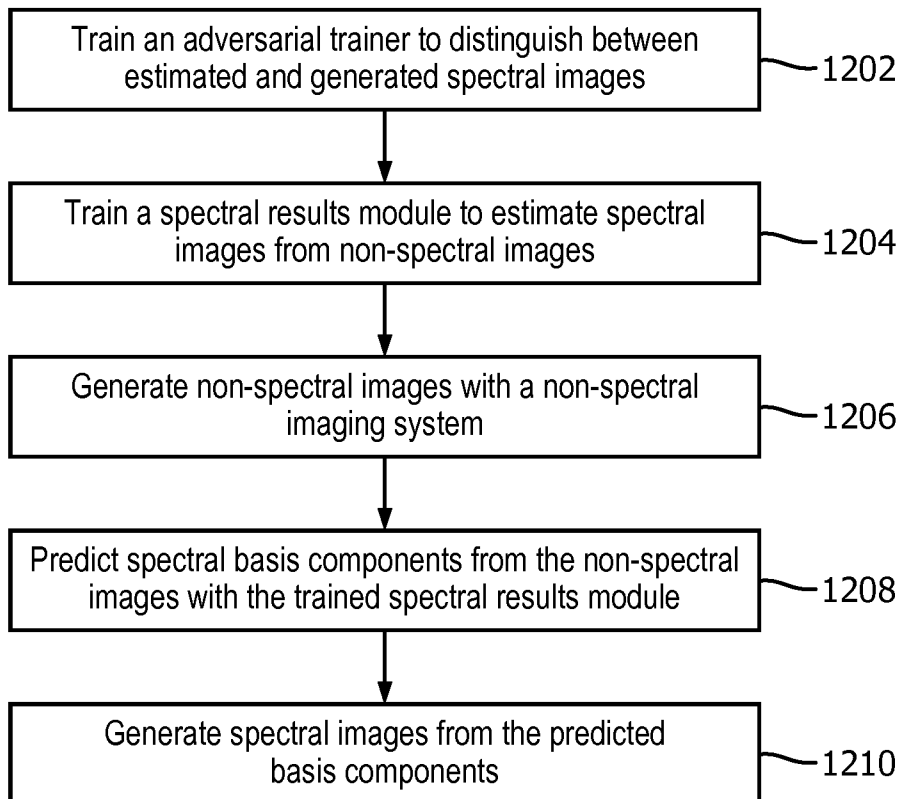 Train an adversarial trainer to distinguish between
estimated and generated spectral images
1202
Train a spectral results module to estimate spectral
images from non-spectral images
1204
Generate non-spectral images with a non-spectral
imaging system
1206
Predict spectral basis components from the non-spectral
images with the trained spectral results module
1208
Generate spectral images from the predicted
basis components
1210